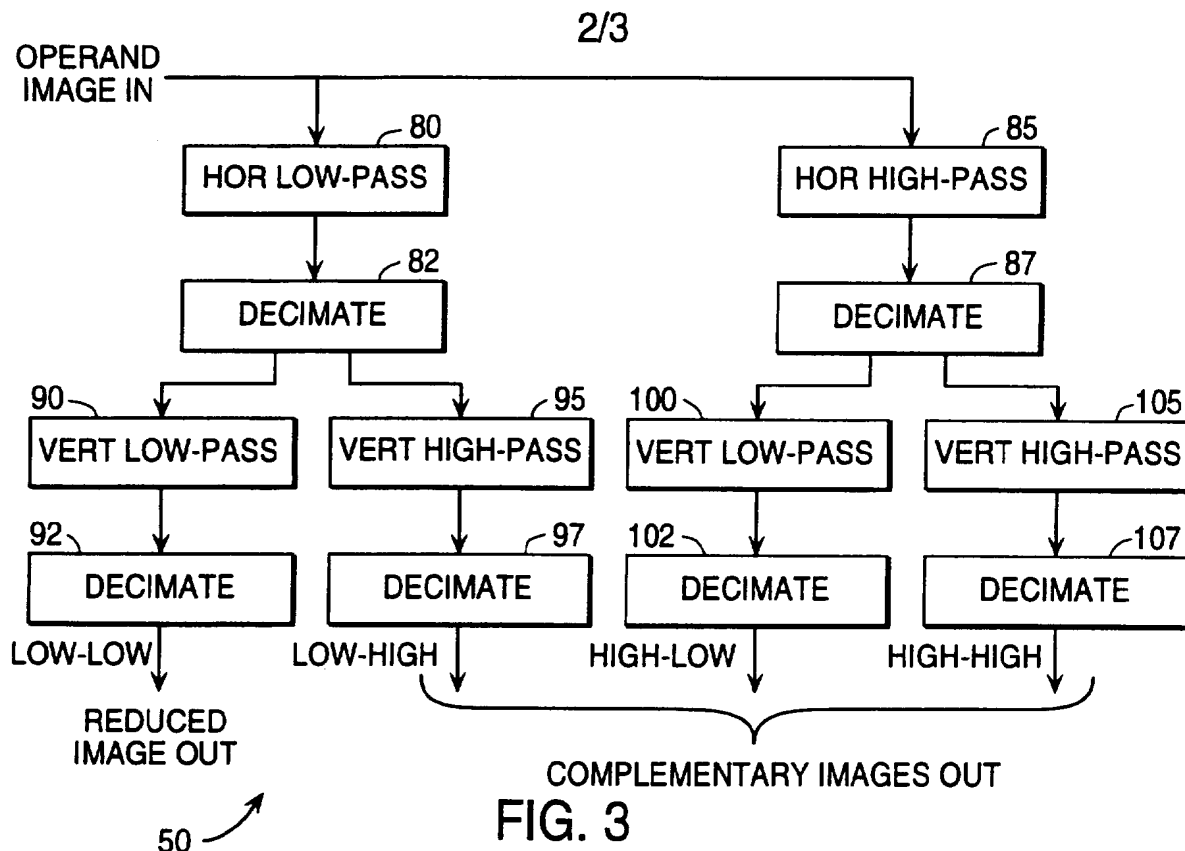 2/3
OPERAND
IMAGE IN
80
85
HOR LOW-PASS
HOR HIGH-PASS
82
87
DECIMATE
DECIMATE
90
95
100
105
VERT LOW-PASS
VERT HIGH-PASS
VERT LOW-PASS
VERT HIGH-PASS
92
97
102
107
DECIMATE
DECIMATE
DECIMATE
DECIMATE
LOW-LOW
LOW-HIGH
HIGH-LOW
HIGH-HIGH
REDUCED
IMAGE OUT
COMPLEMENTARY IMAGES OUT
50
FIG. 3